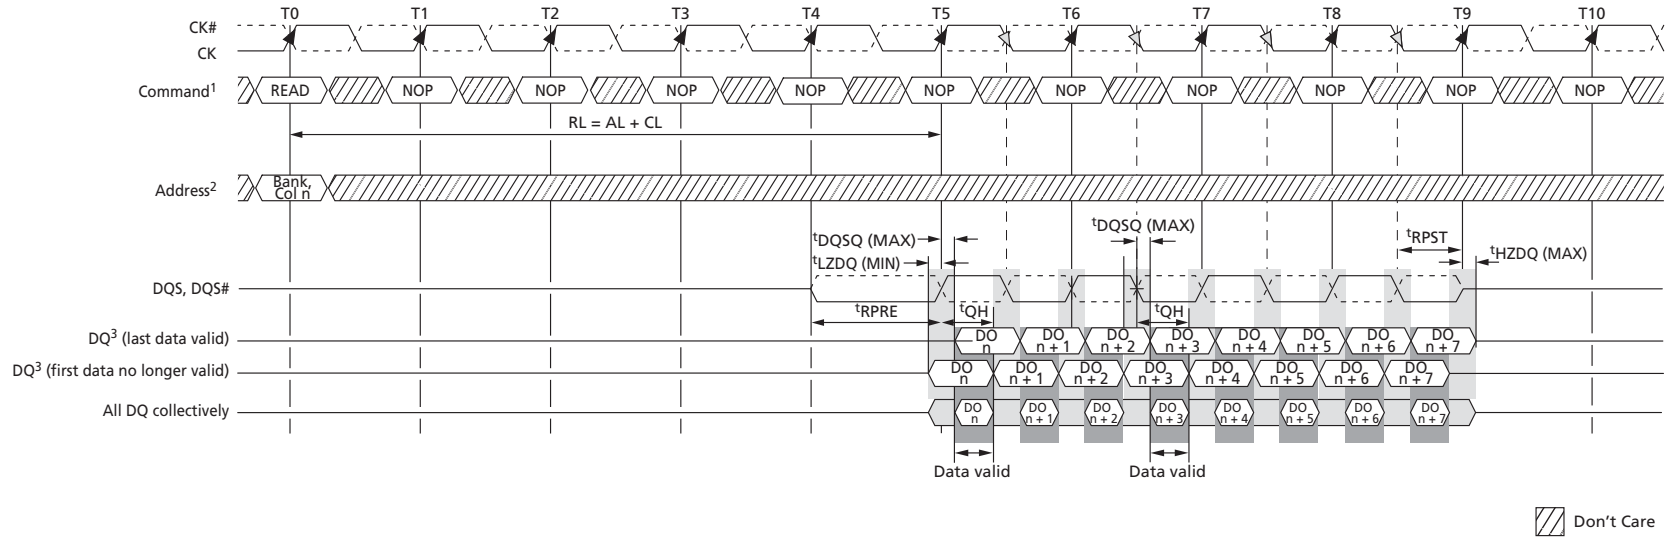 T0 T1 T2 T3 T4 T5 T6 T7 T8 T9 T10
CK#
CK
Command1 READ NOP NOP NOP NOP NOP NOP NOP NOP NOP NOP
RL = AL + CL
Address2 Bank,
Col n
tDQSQ (MAX) tDQSQ (MAX) tRPST
tLZDQ (MIN) tHZDQ (MAX)
DQS, DQS#
tRPRE tQH tQH
DQ3 (last data valid) DO n DO n + 1 DO n + 2 DO n + 3 DO n + 4 DO n + 5 DO n + 6 DO n + 7
DQ3 (first data no longer valid) DO n DO n + 1 DO n + 2 DO n + 3 DO n + 4 DO n + 5 DO n + 6 DO n + 7
All DQ collectively DO n DO n + 1 DO n + 2 DO n + 3 DO n + 4 DO n + 5 DO n + 6 DO n + 7
Data valid Data valid
Don't Care